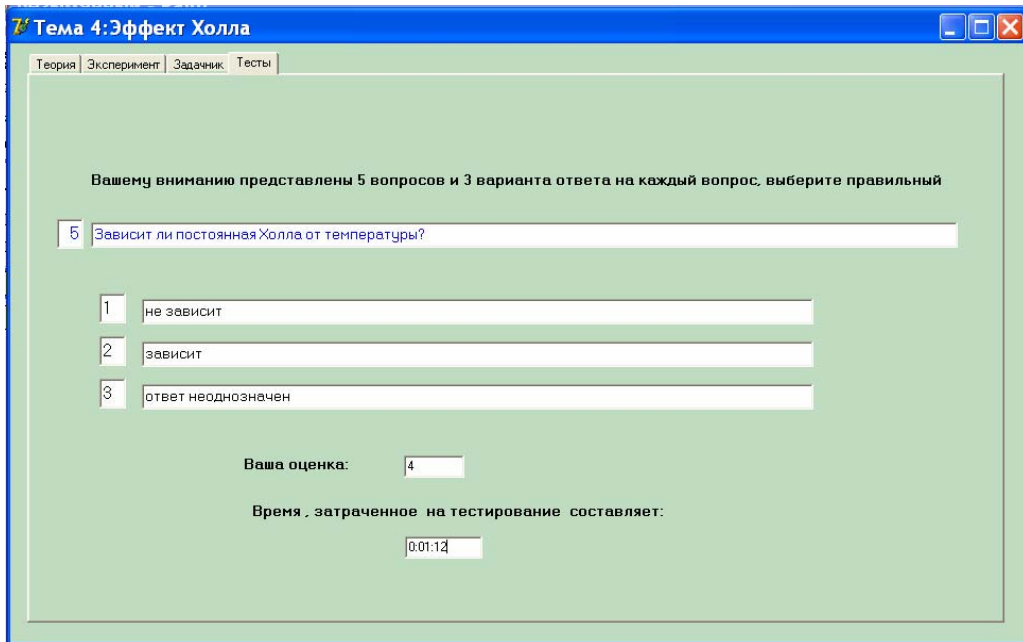 Тема 4:Эффект Холла
Теория Эксперимент Задачник Тесты
Вашему вниманию представлены 5 вопросов и 3 варианта ответа на каждый вопрос, выберите правильный
5 Зависит ли постоянная Холла от температуры?
1 не зависит
2 зависит
3 ответ неоднозначен
Ваша оценка: 4
Время , затраченное на тестирование составляет:
0:01:12